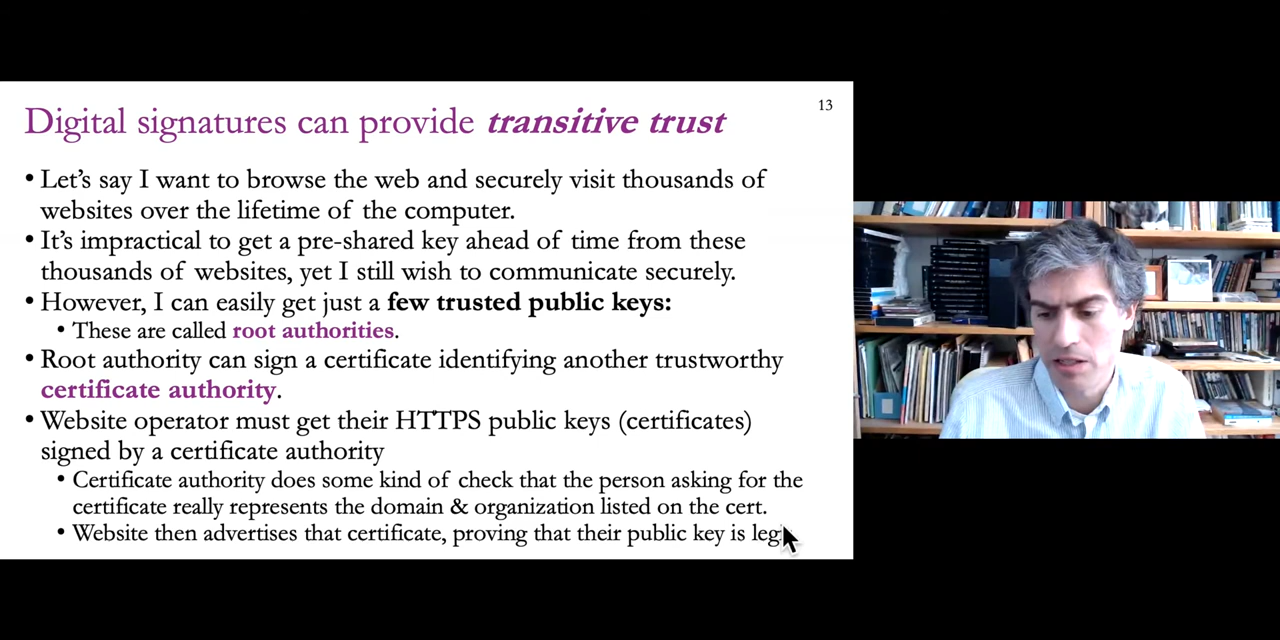 13
Digital signatures can provide transitive trust
• Let's say I want to browse the web and securely visit thousands of
websites over the lifetime of the computer.
• It's impractical to get a pre-shared key ahead of time from these
thousands of websites, yet I still wish to communicate securely.
• However, I can easily get just a few trusted public keys:
• These are called root authorities.
• Root authority can sign a certificate identifying another trustworthy
certificate authority.
• Website operator must get their HTTPS public keys (certificates)
signed by a certificate authority
• Certificate authority does some kind of check that the person asking for the
certificate really represents the domain & organization listed on the cert.
• Website then advertises that certificate, proving that their public key is